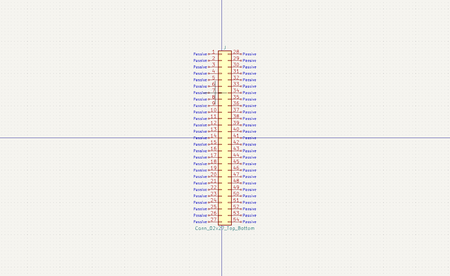 J
Passive 1 28 Passive
Passive 2 29 Passive
Passive 3 30 Passive
Passive 4 31 Passive
Passive 5 32 Passive
Passive 6 33 Passive
Passive 7 34 Passive
Passive 8 35 Passive
Passive 9 36 Passive
Passive 10 37 Passive
Passive 11 38 Passive
Passive 12 39 Passive
Passive 13 40 Passive
Passive 14 41 Passive
Passive 15 42 Passive
Passive 16 43 Passive
Passive 17 44 Passive
Passive 18 45 Passive
Passive 19 46 Passive
Passive 20 47 Passive
Passive 21 48 Passive
Passive 22 49 Passive
Passive 23 50 Passive
Passive 24 51 Passive
Passive 25 52 Passive
Passive 26 53 Passive
Passive 27 54 Passive
Conn_02x27_Top_Bottom